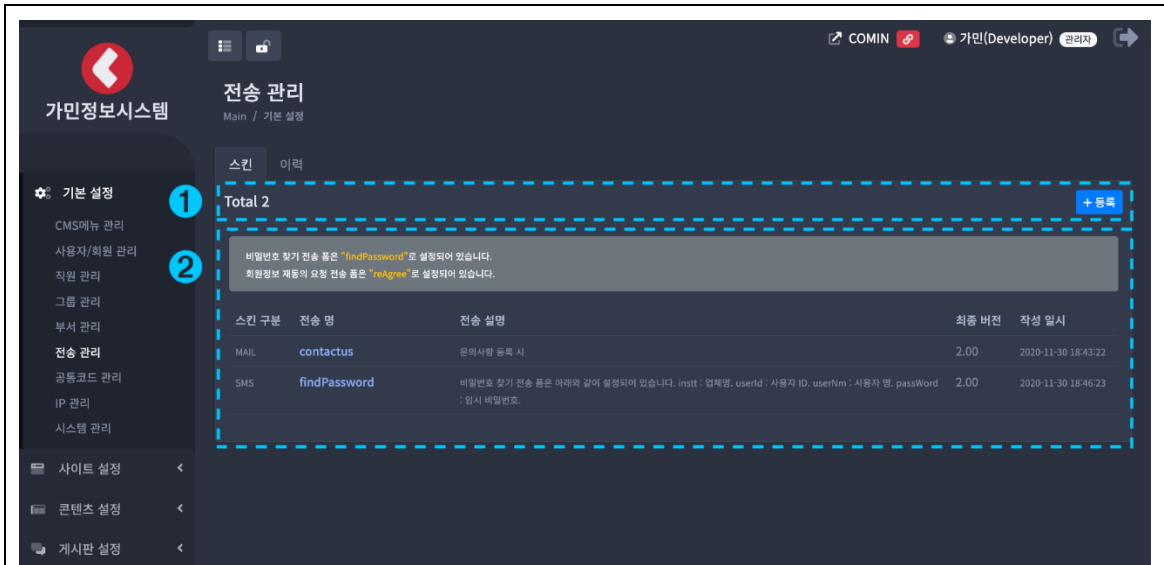 COMIN
가민(Developer) 관리자
가민정보시스템
전송 관리
Main / 기본 설정
스킨 이력
기본 설정
CMS메뉴 관리
사용자/회원 관리
직원 관리
그룹 관리
부서 관리
전송 관리
공통코드 관리
IP 관리
시스템 관리
사이트 설정
콘텐츠 설정
게시판 설정
1
Total 2
+ 등록
2
비밀번호 찾기 전송 폼은 "findPassword"로 설정되어 있습니다.
회원정보 재동의 요청 전송 폼은 "reAgree"로 설정되어 있습니다.
스킨 구분 전송 명 전송 설명 최종 버전 작성 일시
MAIL contactus 문의사항 등록 시 2.00 2020-11-30 18:43:22
SMS findPassword 비밀번호 찾기 전송 폼은 아래와 같이 설정되어 있습니다. instt : 업체명, userId : 사용자 ID, userNm : 사용자 명, passWord 2.00 2020-11-30 18:46:23
: 임시 비밀번호.